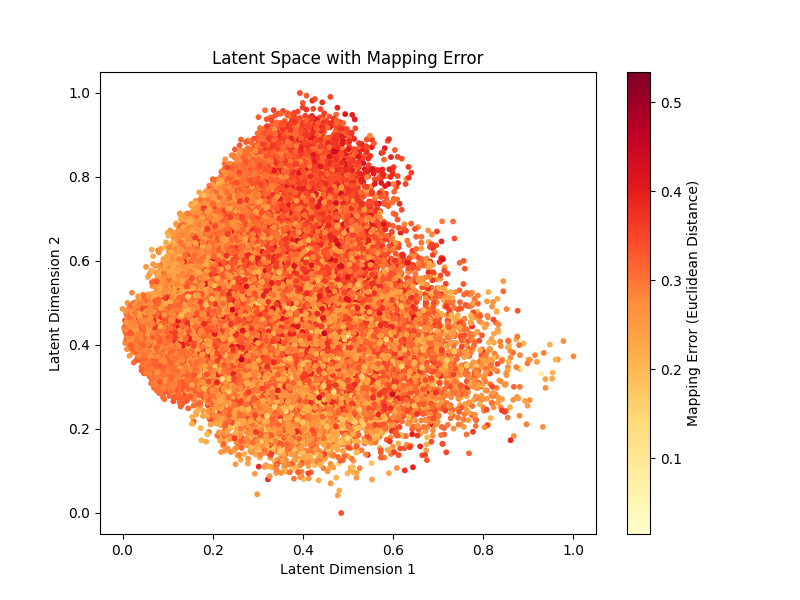 Latent Space with Mapping Error
1.0
0.8
0.6
0.4
0.2
0.0
Latent Dimension 2
0.0 0.2 0.4 0.6 0.8 1.0
Latent Dimension 1
0.5
0.4
0.3
0.2
0.1
Mapping Error (Euclidean Distance)